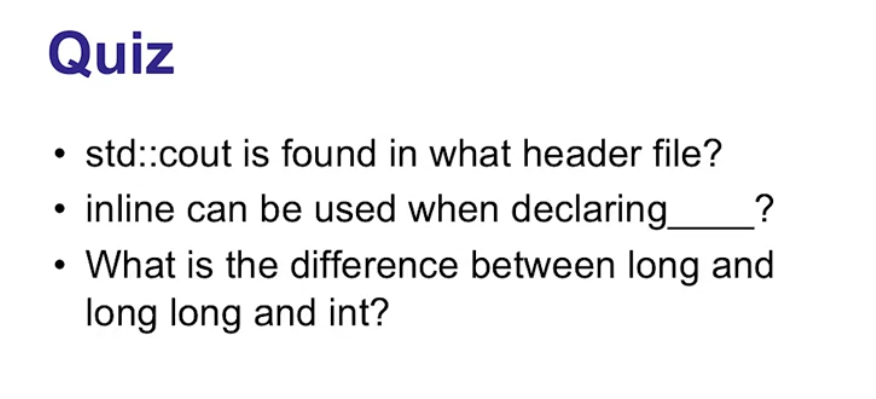 Quiz
• std::cout is found in what header file?
• inline can be used when declaring____?
• What is the difference between long and
long long and int?